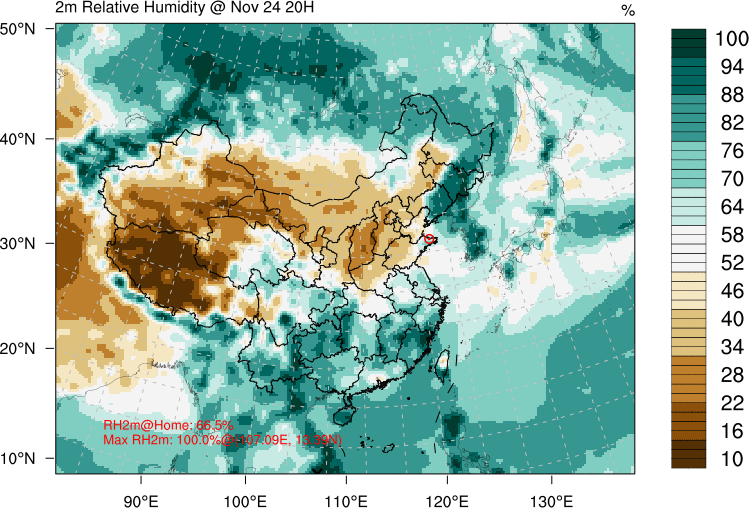 2m Relative Humidity @ Nov 24 20H
%
50°N
40°N
30°N
20°N
10°N
90°E
100°E
110°E
120°E
130°E
100
94
88
82
76
70
64
58
52
46
40
34
28
22
16
10
RH2m@Home: 66.5%
Max RH2m: 100.0%@(107.09E,